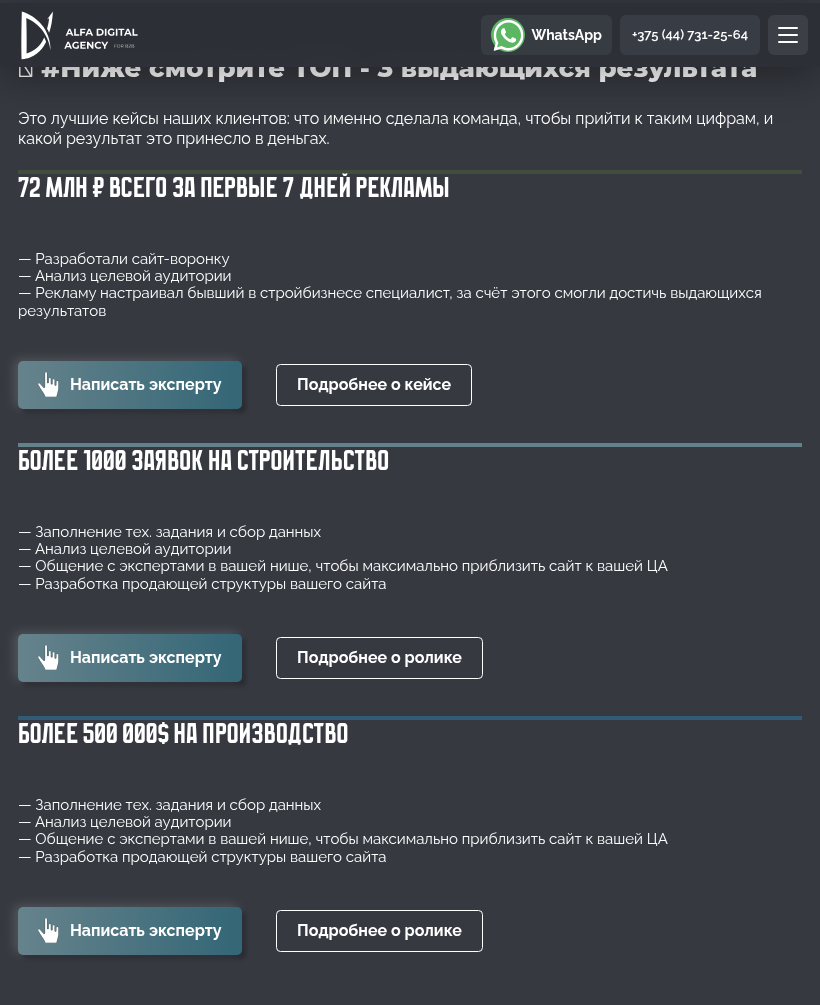 ALFA DIGITAL
AGENCY
WhatsApp
+375 (44) 731-25-64
#Ниже смотрите ТОП - 3 выдающихся результата
Это лучшие кейсы наших клиентов: что именно сделала команда, чтобы прийти к таким цифрам, и
какой результат это принесло в деньгах.
72 МЛН ₽ ВСЕГО ЗА ПЕРВЫЕ 7 ДНЕЙ РЕКЛАМЫ
— Разработали сайт-воронку
— Анализ целевой аудитории
— Рекламу настраивал бывший в стройбизнесе специалист, за счёт этого смогли достичь выдающихся
результатов
Написать эксперту
Подробнее о кейсе
БОЛЕЕ 1000 ЗАЯВОК НА СТРОИТЕЛЬСТВО
— Заполнение тех. задания и сбор данных
— Анализ целевой аудитории
— Общение с экспертами в вашей нише, чтобы максимально приблизить сайт к вашей ЦА
— Разработка продающей структуры вашего сайта
Написать эксперту
Подробнее о ролике
БОЛЕЕ 500 000$ НА ПРОИЗВОДСТВО
— Заполнение тех. задания и сбор данных
— Анализ целевой аудитории
— Общение с экспертами в вашей нише, чтобы максимально приблизить сайт к вашей ЦА
— Разработка продающей структуры вашего сайта
Написать эксперту
Подробнее о ролике